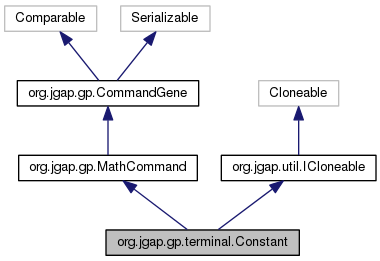 Comparable
Serializable
org.jgap.gp.CommandGene
Cloneable
org.jgap.gp.MathCommand
org.jgap.util.ICloneable
org.jgap.gp.terminal.Constant